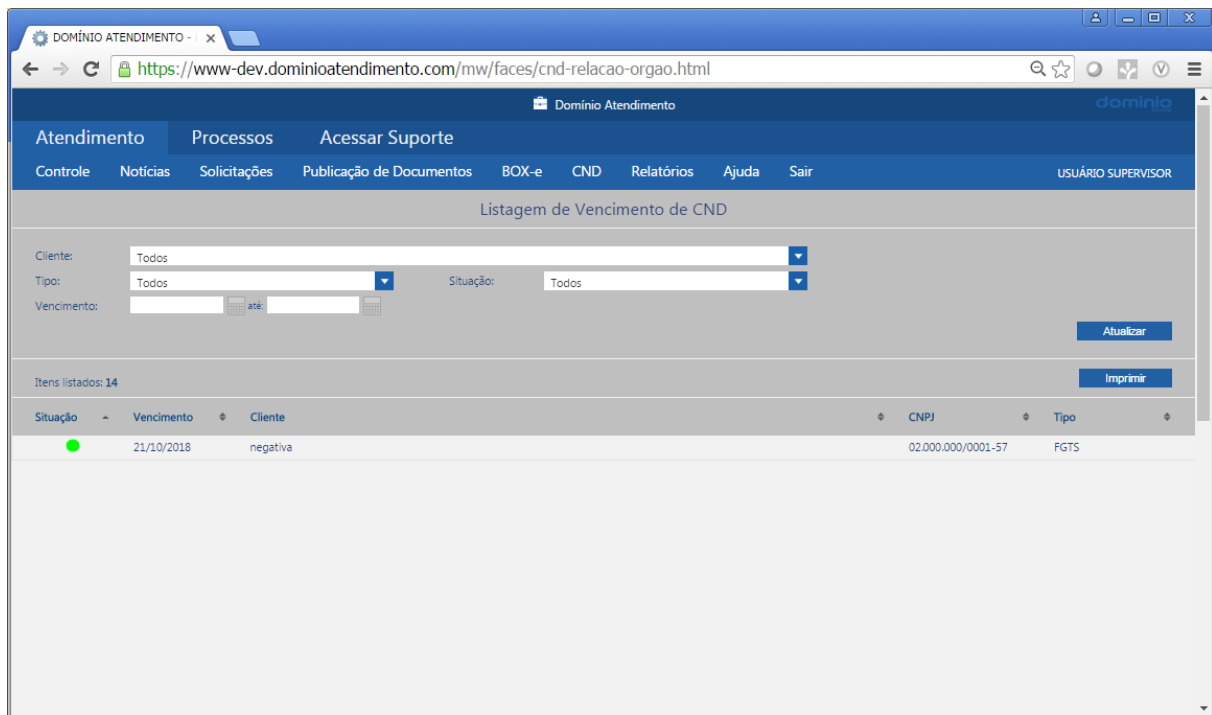 DOMÍNIO ATENDIMENTO -
https://www-dev.dominioatendimento.com/mw/faces/cnd-relacao-orgao.html
Domínio Atendimento
dominio
Atendimento Processos Acessar Suporte
Controle Notícias Solicitações Publicação de Documentos BOX-e CND Relatórios Ajuda Sair USUÁRIO SUPERVISOR
Listagem de Vencimento de CND
Cliente: Todos
Tipo: Todos Situação: Todos
Vencimento: até:
Atualizar
Itens listados: 14 Imprimir
Situação Vencimento Cliente CNPJ Tipo
21/10/2018 negativa 02.000.000/0001-57 FGTS